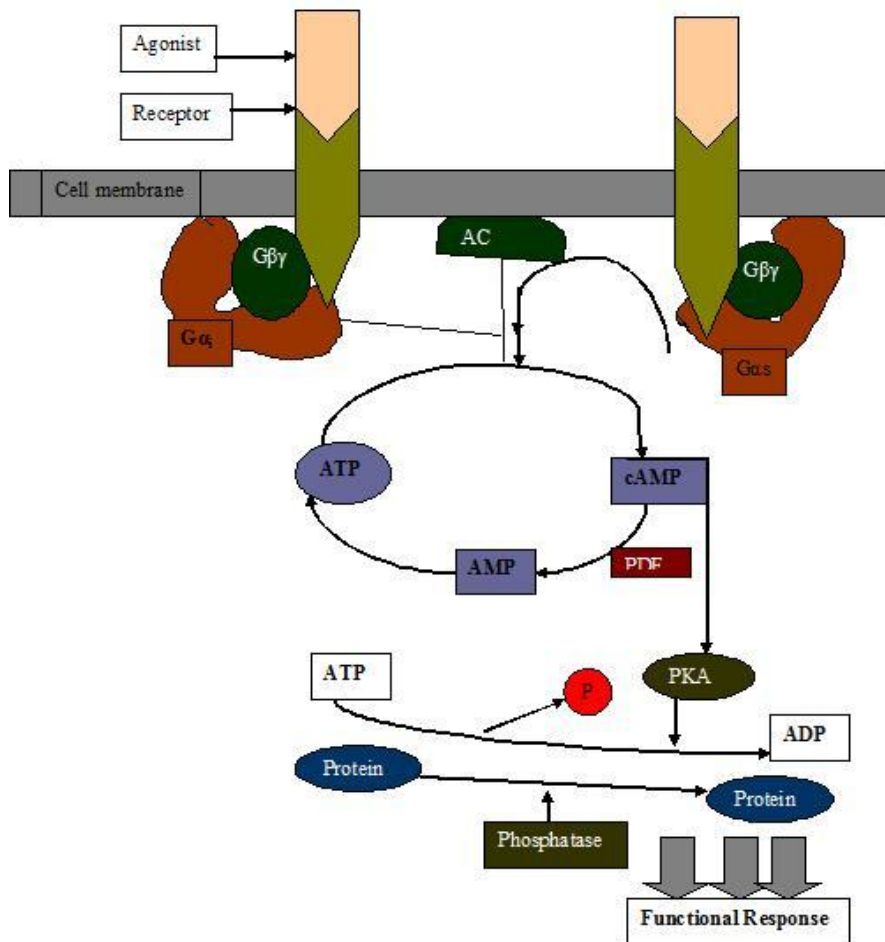 Agonist
Receptor
Cell membrane
AC
Gβγ
Gβγ
Gαi
Gαs
ATP
cAMP
AMP
PDE
ATP
P
PKA
ADP
Protein
Protein
Phosphatase
Functional Response